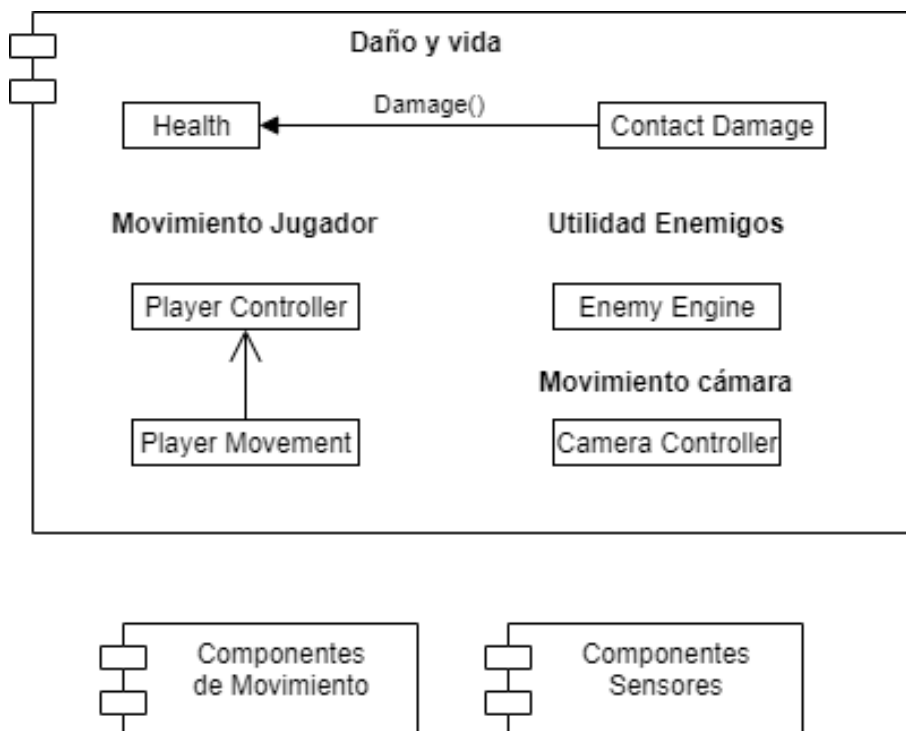 Daño y vida
Damage()
Health
Contact Damage
Movimiento Jugador
Utilidad Enemigos
Player Controller
Enemy Engine
Movimiento cámara
Player Movement
Camera Controller
Componentes
de Movimiento
Componentes
Sensores